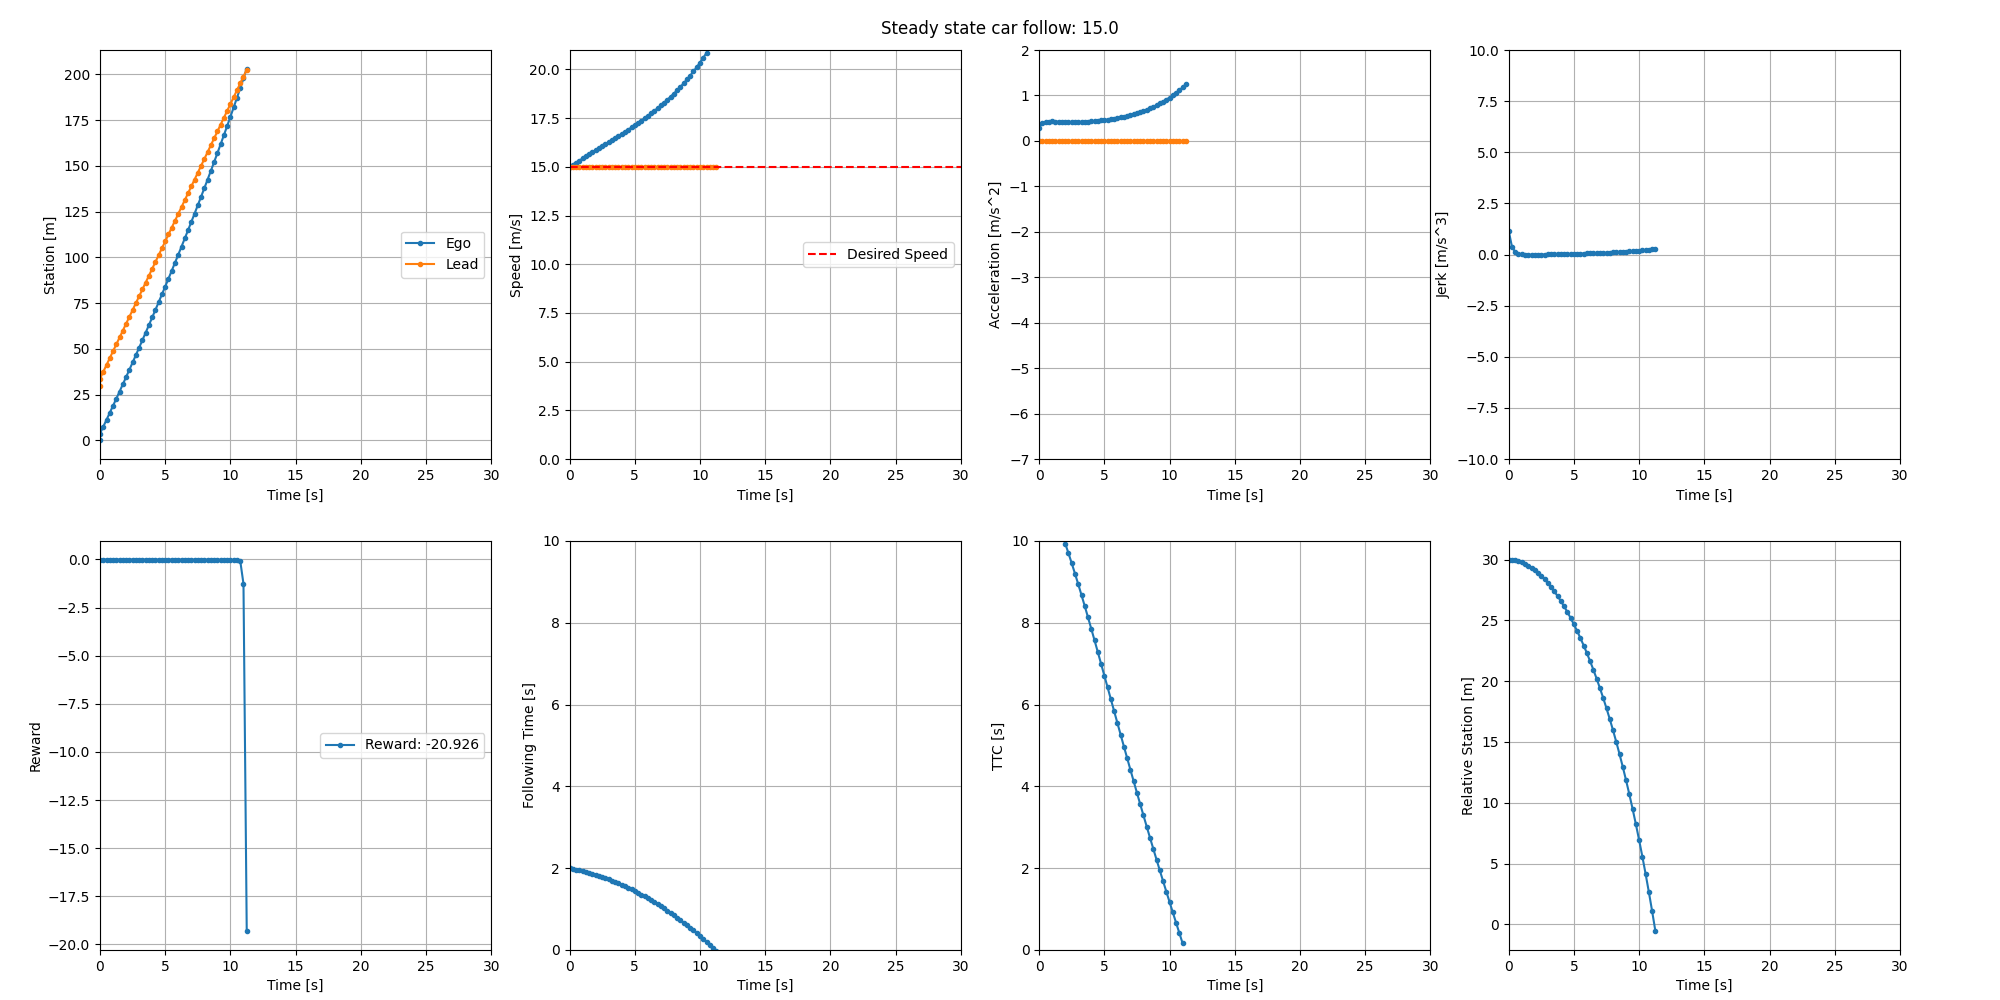 Steady state car follow: 15.0
200
175
150
125
100
75
50
25
0
Station [m]
Ego
Lead
0 5 10 15 20 25 30
Time [s]
20.0
17.5
15.0
12.5
10.0
7.5
5.0
2.5
0.0
Speed [m/s]
Desired Speed
0 5 10 15 20 25 30
Time [s]
2
1
0
−1
−2
−3
−4
−5
−6
−7
Acceleration [m/s^2]
0 5 10 15 20 25 30
Time [s]
10.0
7.5
5.0
2.5
0.0
−2.5
−5.0
−7.5
−10.0
Jerk [m/s^3]
0 5 10 15 20 25 30
Time [s]
0.0
−2.5
−5.0
−7.5
−10.0
−12.5
−15.0
−17.5
−20.0
Reward
Reward: -20.926
0 5 10 15 20 25 30
Time [s]
10
8
6
4
2
0
Following Time [s]
0 5 10 15 20 25 30
Time [s]
10
8
6
4
2
0
TTC [s]
0 5 10 15 20 25 30
Time [s]
30
25
20
15
10
5
0
Relative Station [m]
0 5 10 15 20 25 30
Time [s]